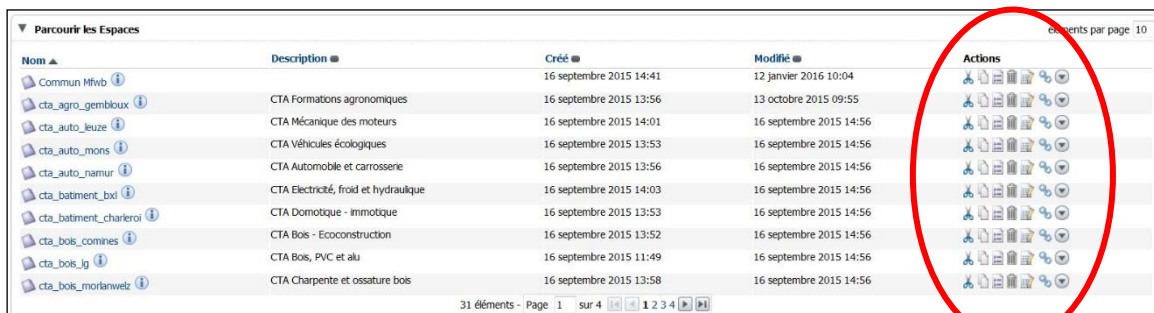 Parcourir les Espaces éléments par page 10
Nom Description Créé Modifié Actions
Commun Mfwb 16 septembre 2015 14:41 12 janvier 2016 10:04
cta_agro_gembloux CTA Formations agronomiques 16 septembre 2015 13:56 13 octobre 2015 09:55
cta_auto_leuze CTA Mécanique des moteurs 16 septembre 2015 14:01 16 septembre 2015 14:56
cta_auto_mons CTA Véhicules écologiques 16 septembre 2015 13:53 16 septembre 2015 14:56
cta_auto_namur CTA Automobile et carrosserie 16 septembre 2015 13:56 16 septembre 2015 14:56
cta_batiment_bxl CTA Electricité, froid et hydraulique 16 septembre 2015 14:03 16 septembre 2015 14:56
cta_batiment_charleroi CTA Domotique - immotique 16 septembre 2015 13:53 16 septembre 2015 14:56
cta_bois_comines CTA Bois - Ecoconstruction 16 septembre 2015 13:52 16 septembre 2015 14:56
cta_bois_lg CTA Bois, PVC et alu 16 septembre 2015 11:49 16 septembre 2015 14:56
cta_bois_morlanwelz CTA Charpente et ossature bois 16 septembre 2015 13:58 16 septembre 2015 14:56
31 éléments - Page 1 sur 4 1 2 3 4